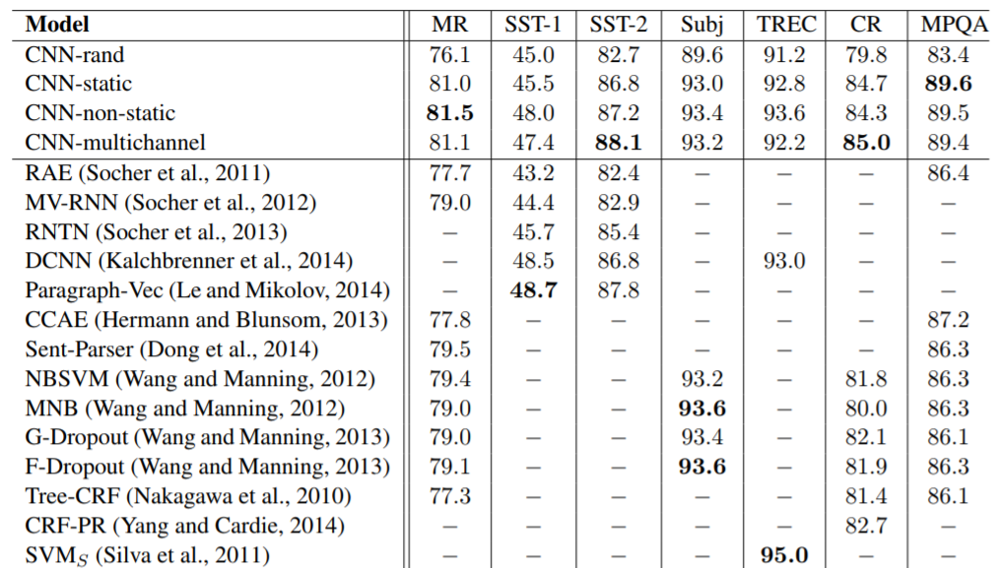 Model MR SST-1 SST-2 Subj TREC CR MPQA
CNN-rand 76.1 45.0 82.7 89.6 91.2 79.8 83.4
CNN-static 81.0 45.5 86.8 93.0 92.8 84.7 89.6
CNN-non-static 81.5 48.0 87.2 93.4 93.6 84.3 89.5
CNN-multichannel 81.1 47.4 88.1 93.2 92.2 85.0 89.4
RAE (Socher et al., 2011) 77.7 43.2 82.4 – – – 86.4
MV-RNN (Socher et al., 2012) 79.0 44.4 82.9 – – – –
RNTN (Socher et al., 2013) – 45.7 85.4 – – – –
DCNN (Kalchbrenner et al., 2014) – 48.5 86.8 – 93.0 – –
Paragraph-Vec (Le and Mikolov, 2014) – 48.7 87.8 – – – –
CCAE (Hermann and Blunsom, 2013) 77.8 – – – – – 87.2
Sent-Parser (Dong et al., 2014) 79.5 – – – – – 86.3
NBSVM (Wang and Manning, 2012) 79.4 – – 93.2 – 81.8 86.3
MNB (Wang and Manning, 2012) 79.0 – – 93.6 – 80.0 86.3
G-Dropout (Wang and Manning, 2013) 79.0 – – 93.4 – 82.1 86.1
F-Dropout (Wang and Manning, 2013) 79.1 – – 93.6 – 81.9 86.3
Tree-CRF (Nakagawa et al., 2010) 77.3 – – – – 81.4 86.1
CRF-PR (Yang and Cardie, 2014) – – – – – 82.7 –
SVMS (Silva et al., 2011) – – – – 95.0 – –